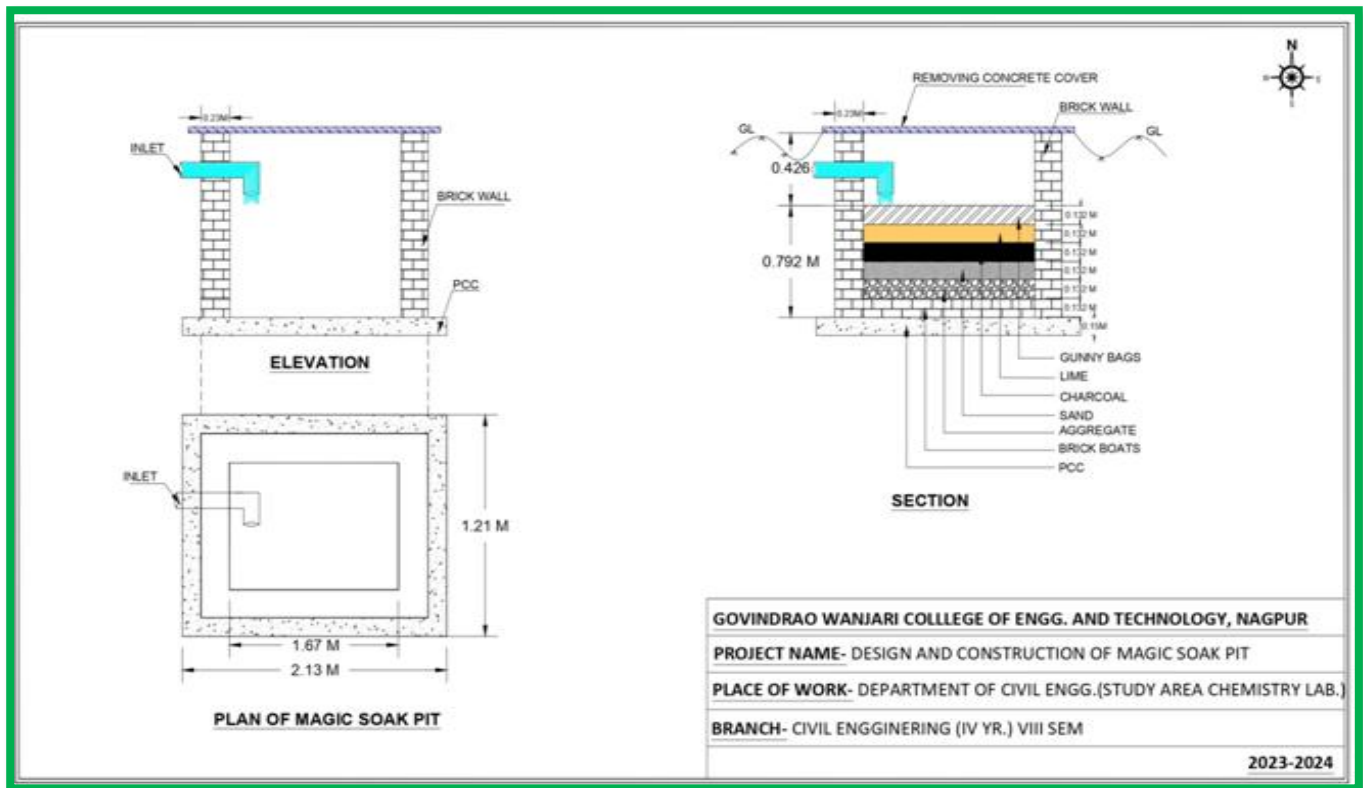 0.23M
INLET
BRICK WALL
PCC
ELEVATION
INLET
1.21 M
1.67 M
2.13 M
PLAN OF MAGIC SOAK PIT
N
REMOVING CONCRETE COVER
0.23M
BRICK WALL
GL
GL
0.426
0.132 M
0.132 M
0.132 M
0.792 M
0.132 M
0.132 M
0.132 M
0.15M
GUNNY BAGS
LIME
CHARCOAL
SAND
AGGREGATE
BRICK BOATS
PCC
SECTION
GOVINDRAO WANJARI COLLLEGE OF ENGG. AND TECHNOLOGY, NAGPUR
PROJECT NAME- DESIGN AND CONSTRUCTION OF MAGIC SOAK PIT
PLACE OF WORK- DEPARTMENT OF CIVIL ENGG.(STUDY AREA CHEMISTRY LAB.)
BRANCH- CIVIL ENGGINERING (IV YR.) VIII SEM
2023-2024